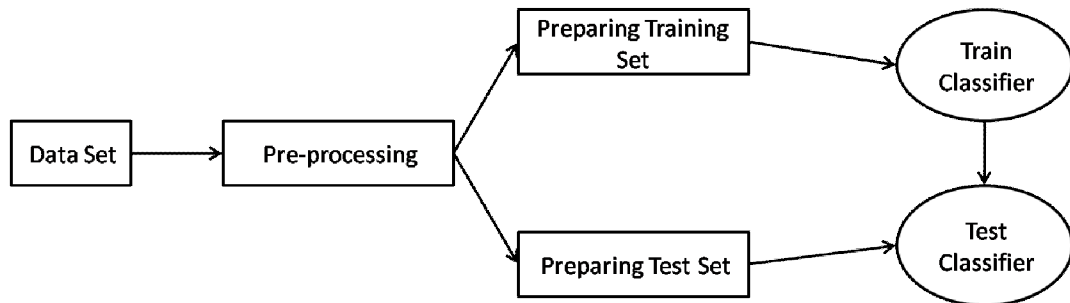 Data Set
Pre-processing
Preparing Training
Set
Preparing Test Set
Train
Classifier
Test
Classifier